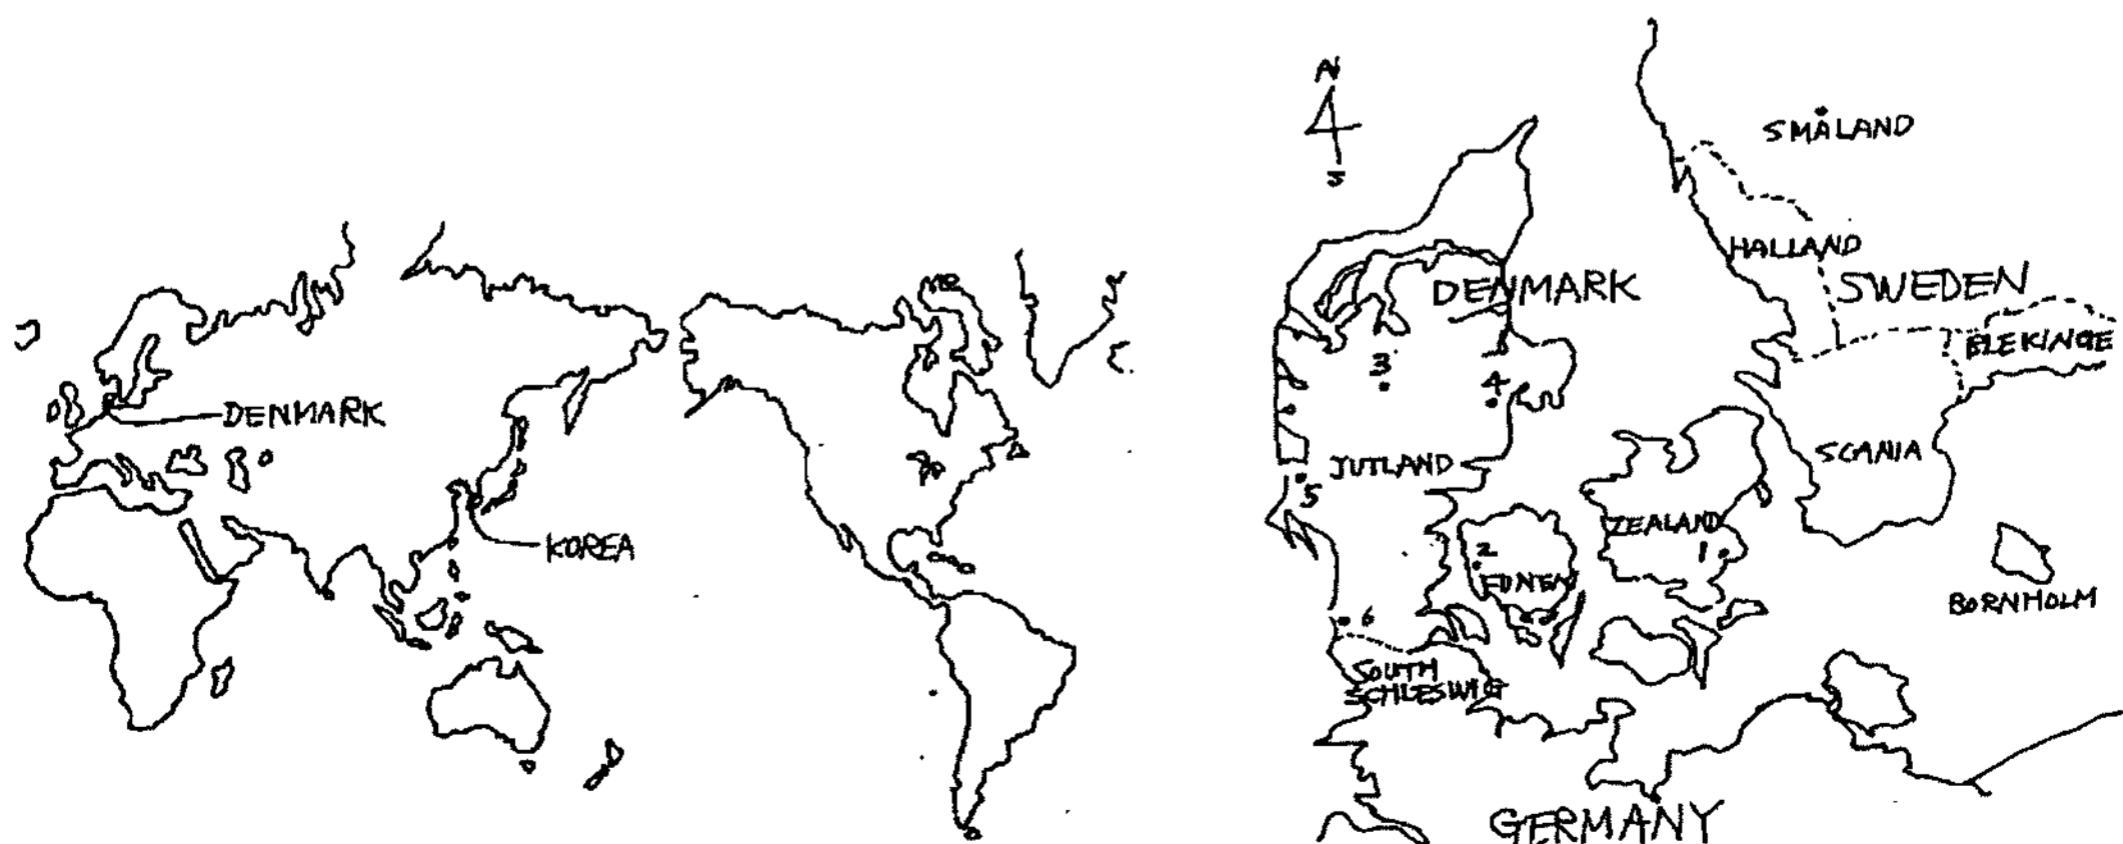 DENMARK
KOREA
N
S
SMÅLAND
HALLAND
SWEDEN
DENMARK
BLEKINGE
3
4
JUTLAND
SCANIA
5
ZEALAND
1
2
FUNEN
BORNHOLM
6
SOUTH
SCHLESWIG
GERMANY